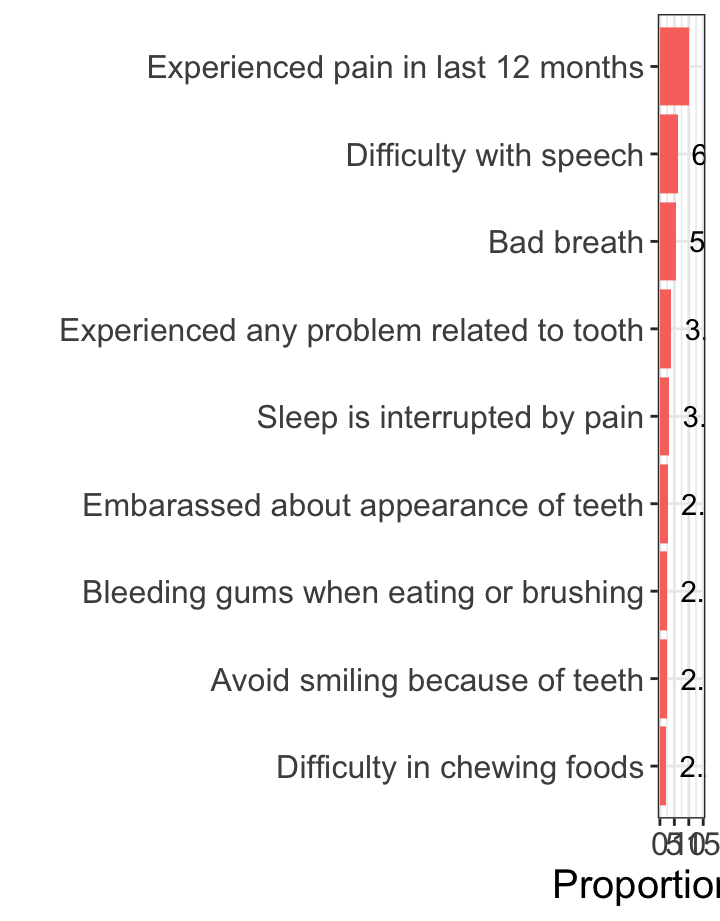 Experienced pain in last 12 months
Difficulty with speech 6
Bad breath 5
Experienced any problem related to tooth 3.
Sleep is interrupted by pain 3.
Embarassed about appearance of teeth 2.
Bleeding gums when eating or brushing 2.
Avoid smiling because of teeth 2.
Difficulty in chewing foods 2.
0 5 10 15
Proportion